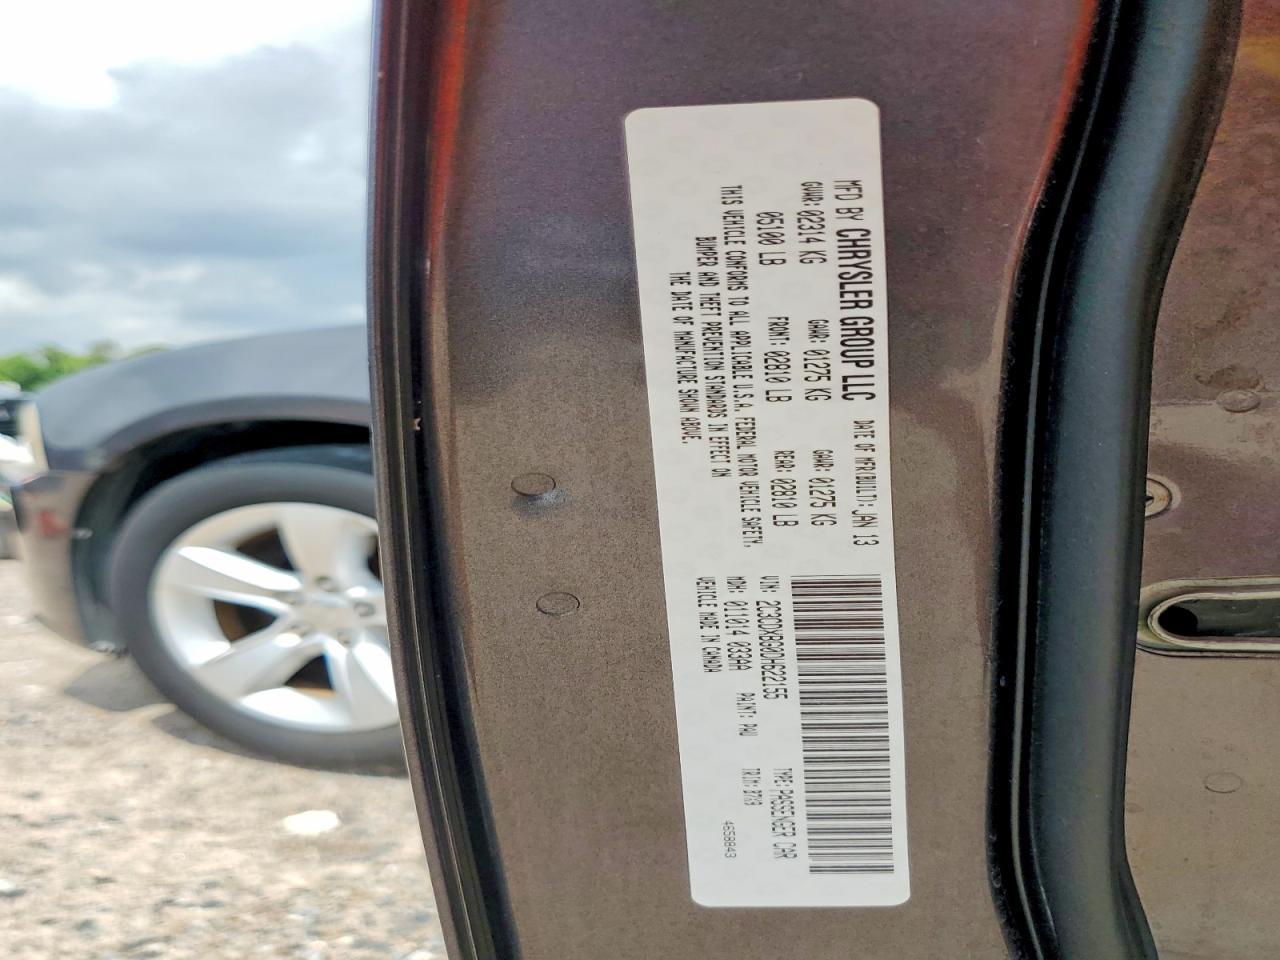 MFD BY CHRYSLER GROUP LLC DATE OF MFR(BUILT): JAN 13
GVWR: 02314 KG GAWR: 01275 KG GAWR: 01275 KG
05100 LB FRONT: 02810 LB REAR: 02810 LB
THIS VEHICLE CONFORMS TO ALL APPLICABLE U.S.A. FEDERAL MOTOR VEHICLE SAFETY,
BUMPER AND THEFT PREVENTION STANDARDS IN EFFECT ON
THE DATE OF MANUFACTURE SHOWN ABOVE.
VIN: 2C3CDXBG0DH622155 TYPE: PASSENGER CAR
MDH: 011014 033AA PAINT: PAU TRIM: B7X9
VEHICLE MADE IN CANADA 4658843